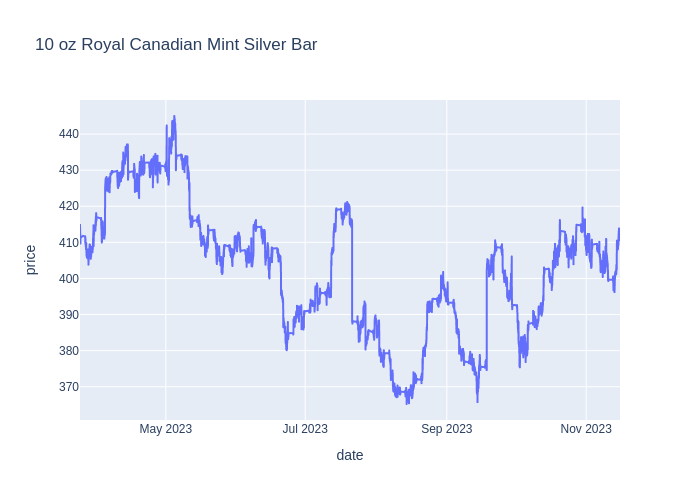 10 oz Royal Canadian Mint Silver Bar
440
430
420
410
400
390
380
370
price
May 2023
Jul 2023
Sep 2023
Nov 2023
date